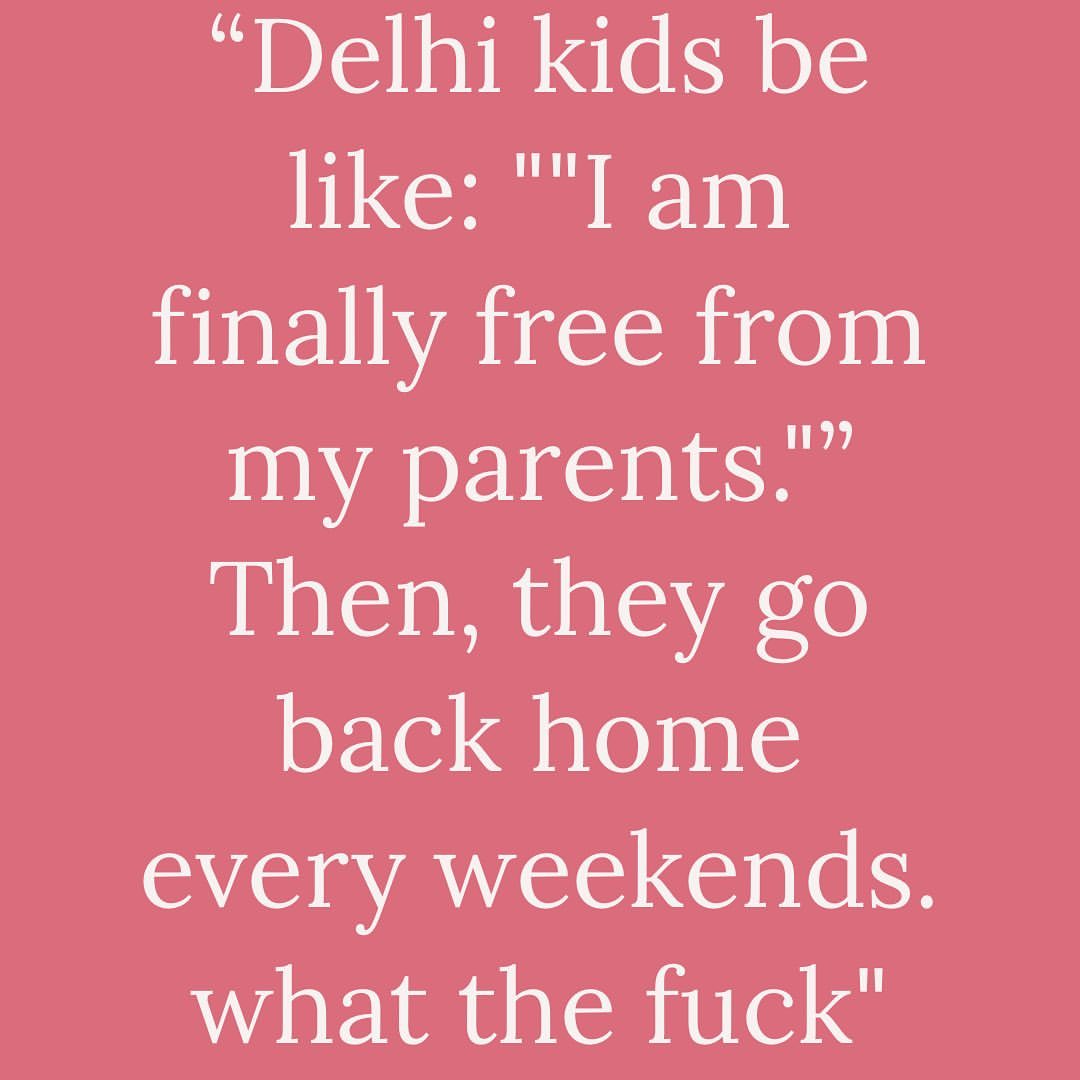 “Delhi kids be
like: ""I am
finally free from
my parents."”
Then, they go
back home
every weekends.
what the fuck"